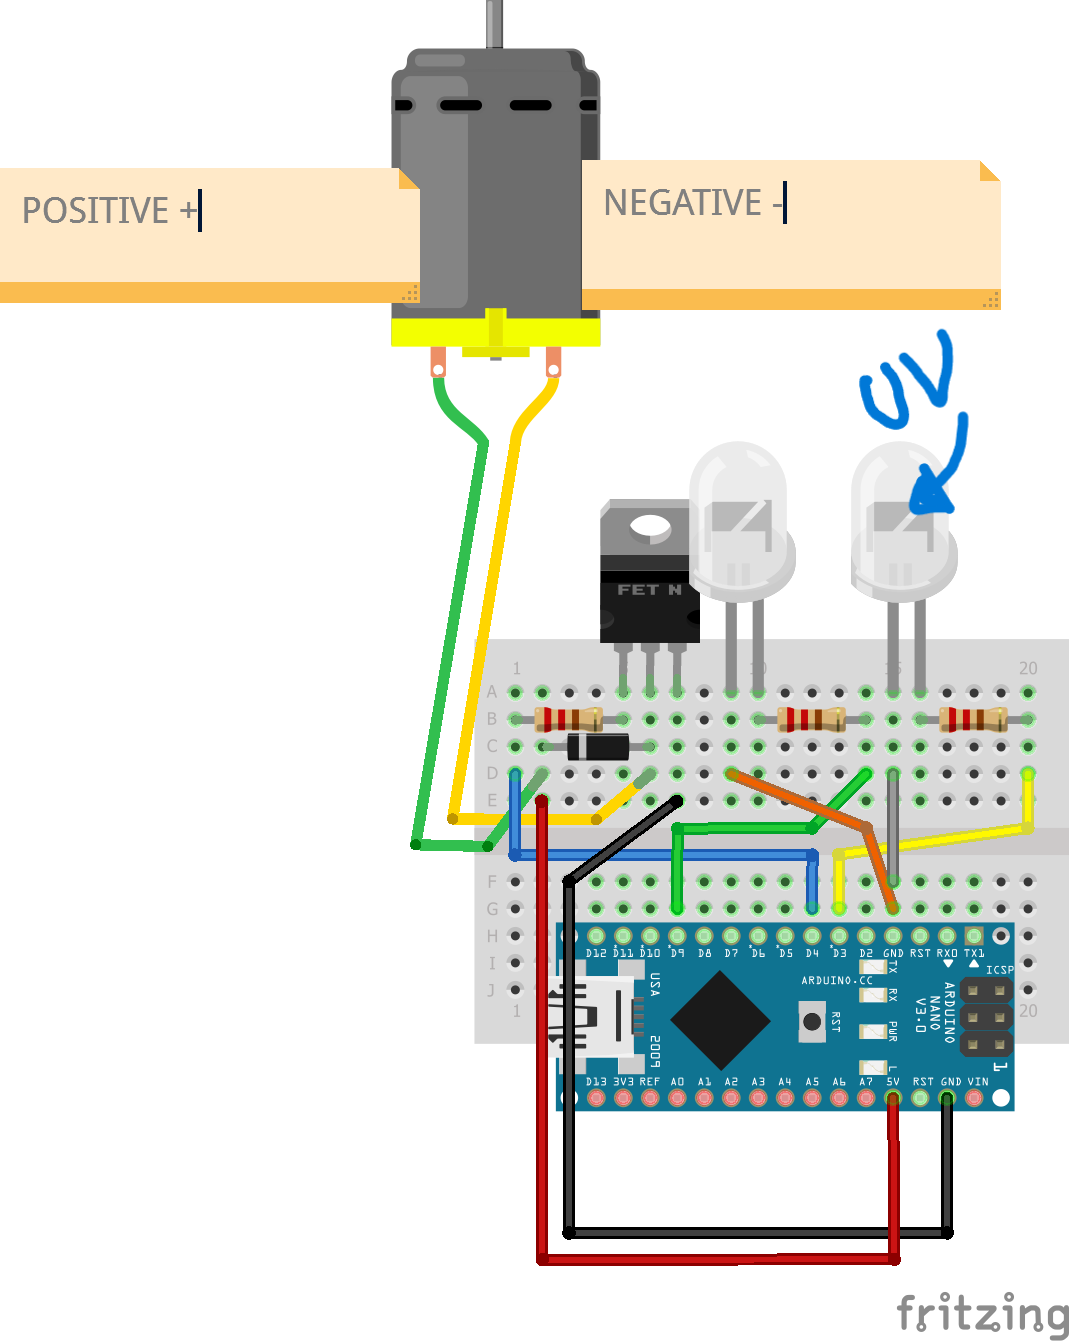 POSITIVE +
NEGATIVE -
UV
FET N
1 10 15 20
A
B
C
D
E
F
G
H
I
J
1 20
D12 D11 D10 D9 D8 D7 D6 D5 D4 D3 D2 GND RST RX0 TX1
USA
2009
ARDUINO.CC
RST
TX
RX
PWR
L
ARDUINO
NANO
V3.0
ICSP
1
D13 3V3 REF A0 A1 A2 A3 A4 A5 A6 A7 5V RST GND VIN
fritzing